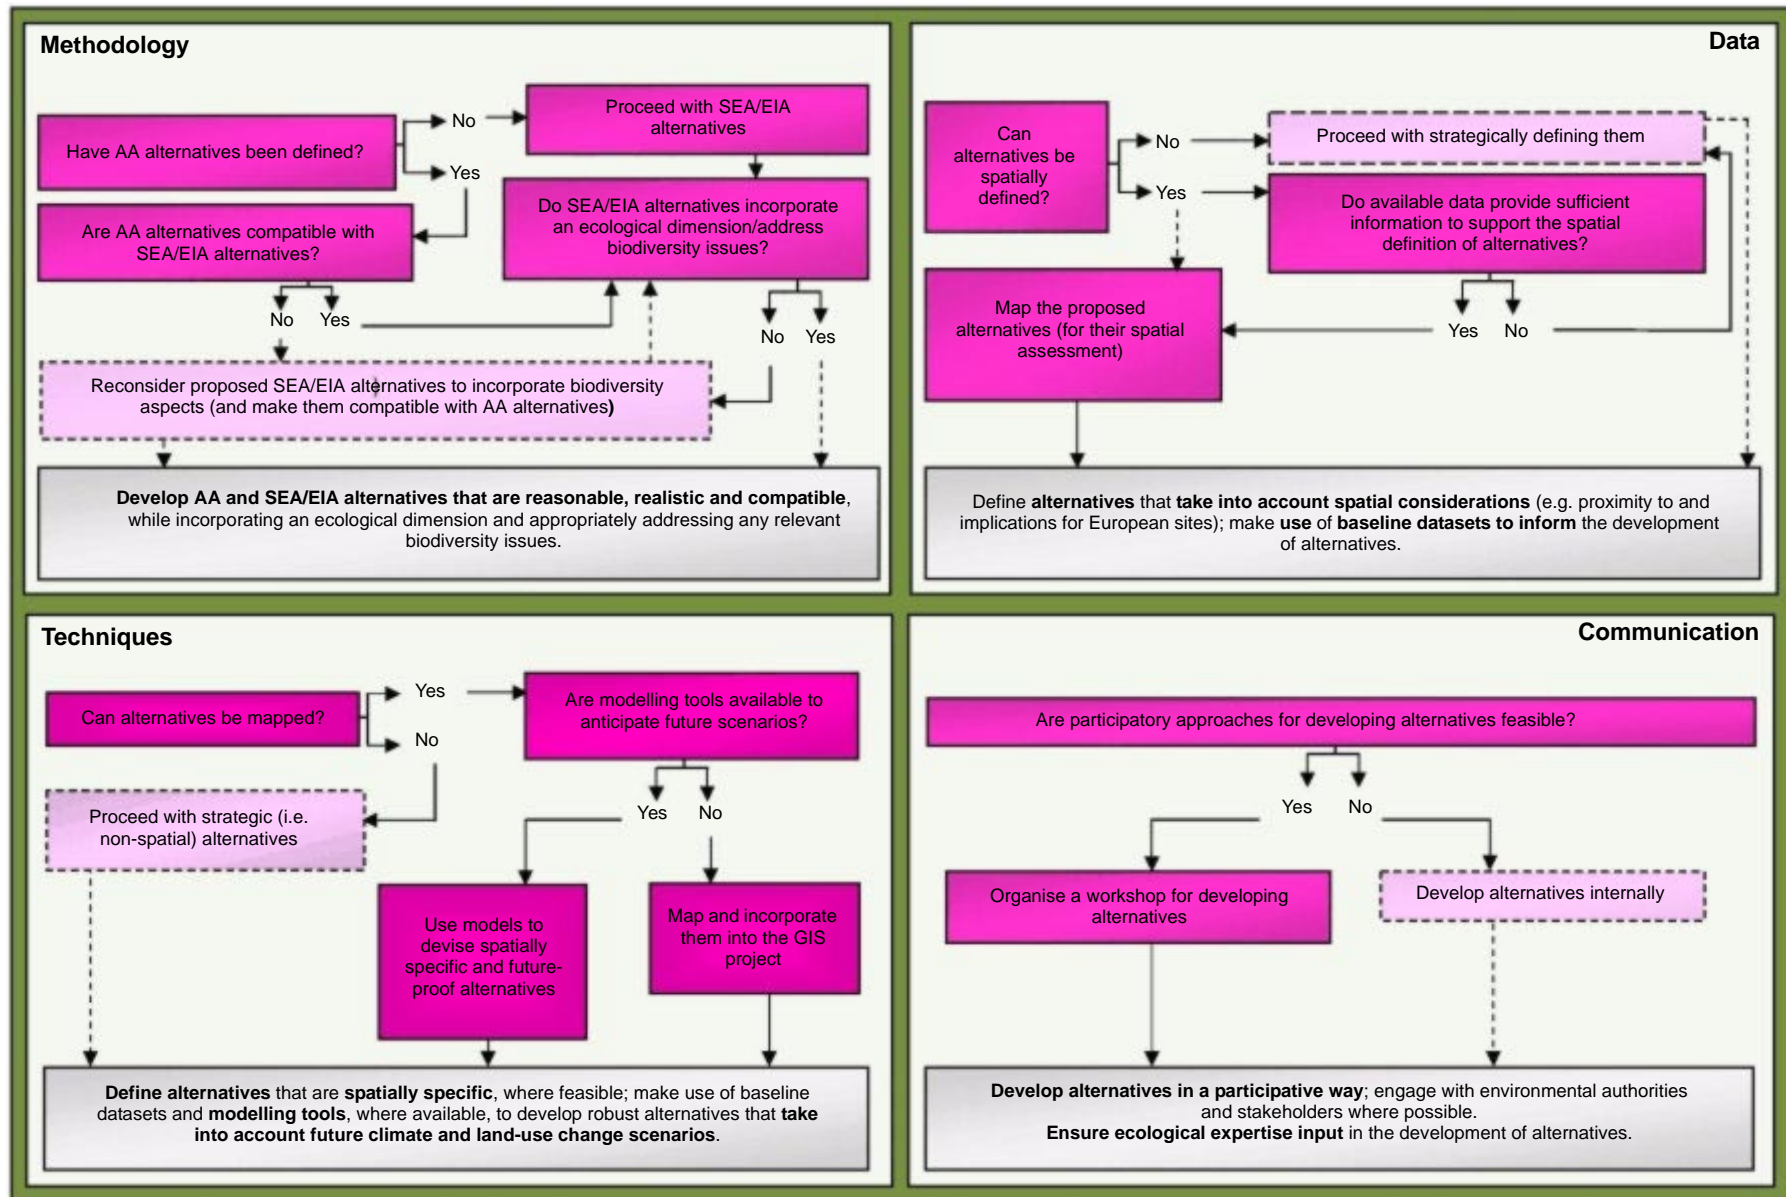 Methodology
Have AA alternatives been defined?
No
Yes
Proceed with SEA/EIA
alternatives
Are AA alternatives compatible with
SEA/EIA alternatives?
Do SEA/EIA alternatives incorporate
an ecological dimension/address
biodiversity issues?
No
Yes
No
Yes
Reconsider proposed SEA/EIA alternatives to incorporate biodiversity
aspects (and make them compatible with AA alternatives)
Develop AA and SEA/EIA alternatives that are reasonable, realistic and compatible,
while incorporating an ecological dimension and appropriately addressing any relevant
biodiversity issues.
Data
Can
alternatives be
spatially
defined?
No
Yes
Proceed with strategically defining them
Do available data provide sufficient
information to support the spatial
definition of alternatives?
Yes
No
Map the proposed
alternatives (for their spatial
assessment)
Define alternatives that take into account spatial considerations (e.g. proximity to and
implications for European sites); make use of baseline datasets to inform the development
of alternatives.
Techniques
Can alternatives be mapped?
Yes
No
Are modelling tools available to
anticipate future scenarios?
Proceed with strategic (i.e.
non-spatial) alternatives
Yes
No
Use models to
devise spatially
specific and future-
proof alternatives
Map and incorporate
them into the GIS
project
Define alternatives that are spatially specific, where feasible; make use of baseline
datasets and modelling tools, where available, to develop robust alternatives that take
into account future climate and land-use change scenarios.
Communication
Are participatory approaches for developing alternatives feasible?
Yes
No
Organise a workshop for developing
alternatives
Develop alternatives internally
Develop alternatives in a participative way; engage with environmental authorities
and stakeholders where possible.
Ensure ecological expertise input in the development of alternatives.